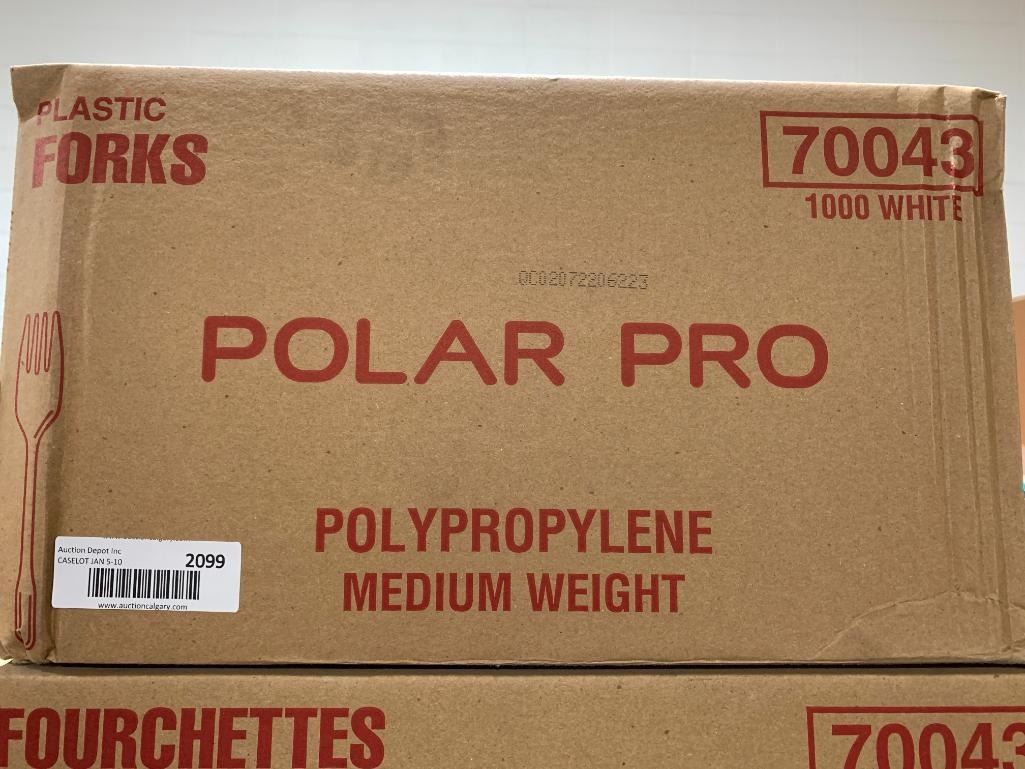 PLASTIC
FORKS
70043
1000 WHITE
QC02072206223
POLAR PRO
POLYPROPYLENE
MEDIUM WEIGHT
Auction Depot Inc
CASELOT JAN 5-10
2099
www.auctioncalgary.com
FOURCHETTES
70043